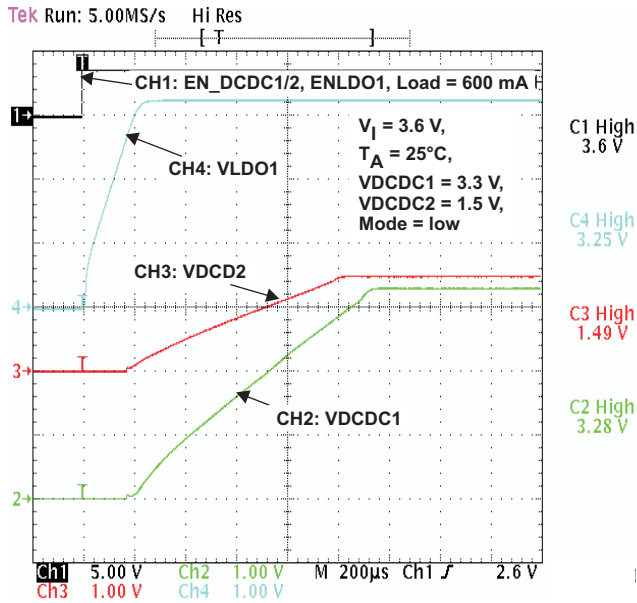 Tek Run: 5.00MS/s Hi Res
[ T ]
T
CH1: EN_DCDC1/2, ENLDO1, Load = 600 mA
1
V_I = 3.6 V,
T_A = 25°C,
VDCDC1 = 3.3 V,
VDCDC2 = 1.5 V,
Mode = low
C1 High
3.6 V
CH4: VLDO1
C4 High
3.25 V
CH3: VDCD2
4
C3 High
1.49 V
3
CH2: VDCDC1
C2 High
3.28 V
2
Ch1 5.00 V Ch2 1.00 V M 200µs Ch1 2.6 V
Ch3 1.00 V Ch4 1.00 V